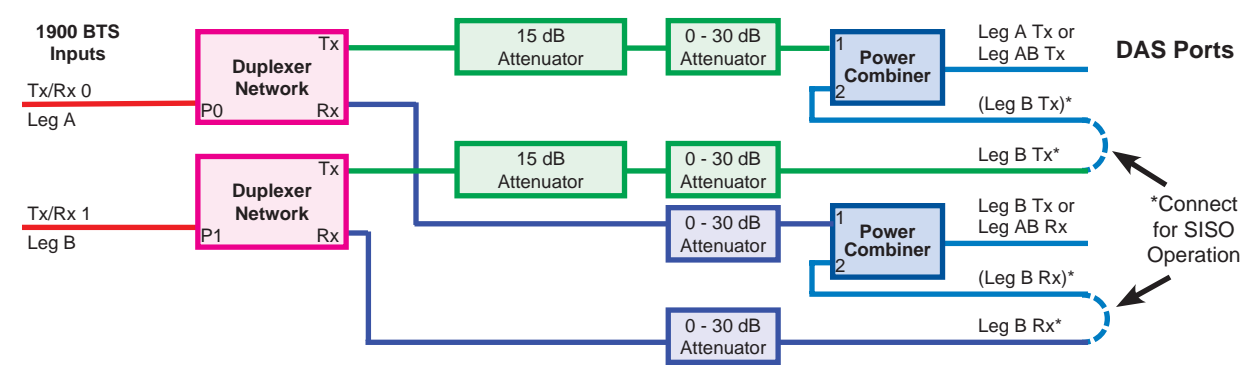 1900 BTS
Inputs
Tx/Rx 0
Leg A
Duplexer
Network
P0
Tx
Rx
15 dB
Attenuator
0 - 30 dB
Attenuator
1
2
Power
Combiner
Leg A Tx or
Leg AB Tx
DAS Ports
(Leg B Tx)*
Tx/Rx 1
Leg B
Duplexer
Network
P1
Tx
Rx
15 dB
Attenuator
0 - 30 dB
Attenuator
Leg B Tx*
0 - 30 dB
Attenuator
1
2
Power
Combiner
Leg B Tx or
Leg AB Rx
*Connect
for SISO
Operation
(Leg B Rx)*
0 - 30 dB
Attenuator
Leg B Rx*